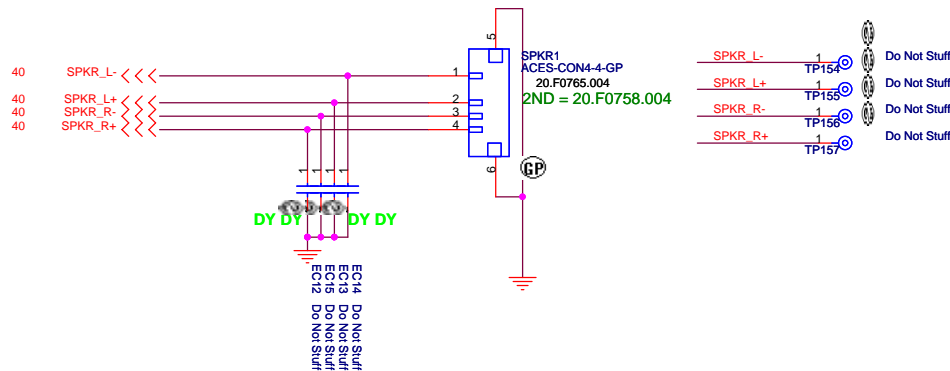 40 SPKR_L-
40 SPKR_L+
40 SPKR_R-
40 SPKR_R+
1
2
3
4
5
6
SPKR1
ACES-CON4-4-GP
20.F0765.004
2ND = 20.F0758.004
GP
1 1 1 1
DY DY DY DY
EC12 Do Not Stuff
EC15 Do Not Stuff
EC13 Do Not Stuff
EC14 Do Not Stuff
SPKR_L- 1 TP154 Do Not Stuff
SPKR_L+ 1 TP155 Do Not Stuff
SPKR_R- 1 TP156 Do Not Stuff
SPKR_R+ 1 TP157 Do Not Stuff